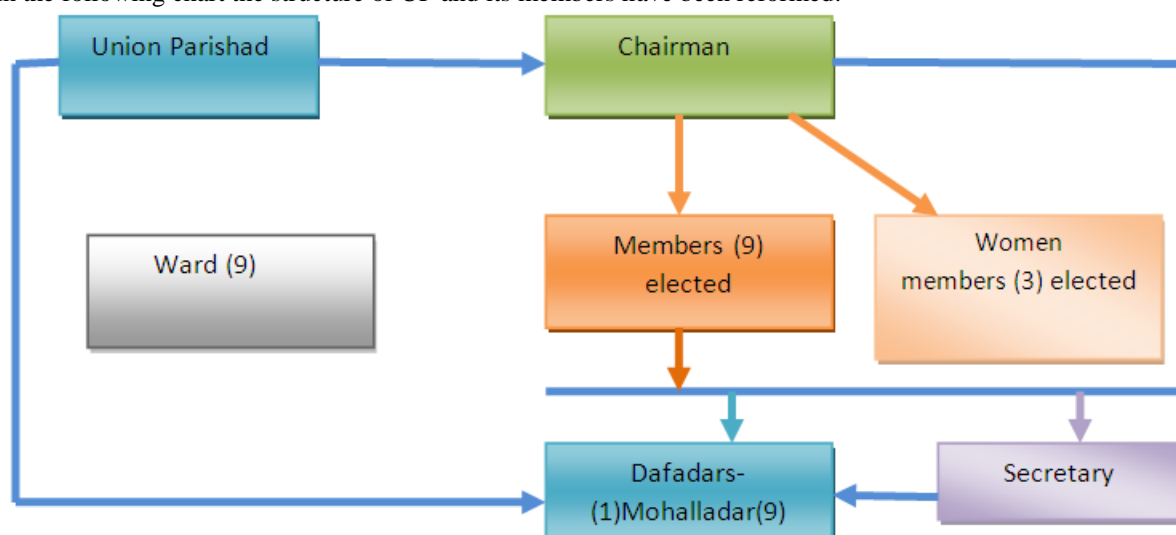 Union Parishad
Chairman
Ward (9)
Members (9)
elected
Women
members (3) elected
Dafadars-
(1)Mohalladar(9)
Secretary